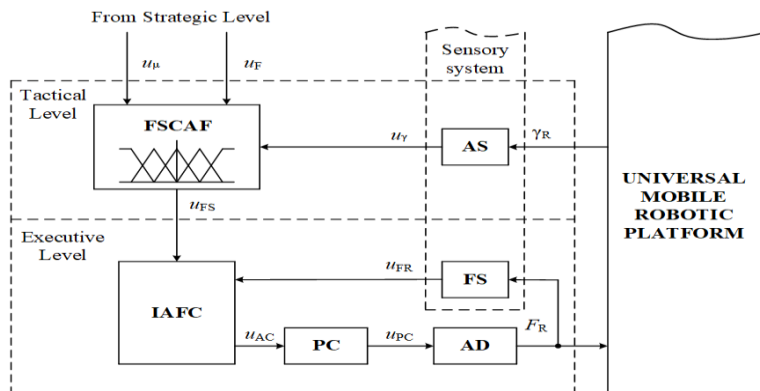 From Strategic Level
uμ
uF
Sensory
system
Tactical
Level
FSCAF
uγ
AS
γR
UNIVERSAL
MOBILE
ROBOTIC
PLATFORM
uFS
Executive
Level
IAFC
uFR
FS
uAC
PC
uPC
AD
FR